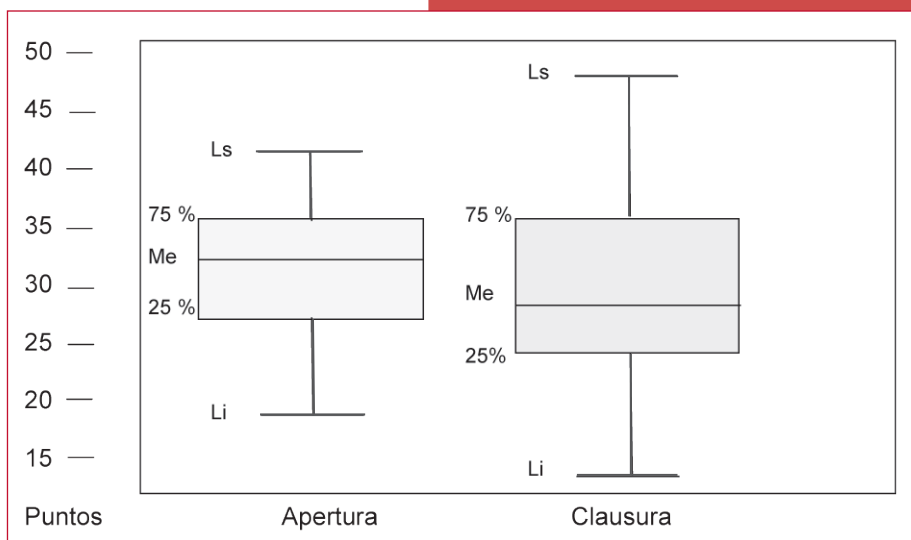 50
45
40
35
30
25
20
15
Puntos
Ls
75 %
Me
25 %
Li
Apertura
Ls
75 %
Me
25%
Li
Clausura